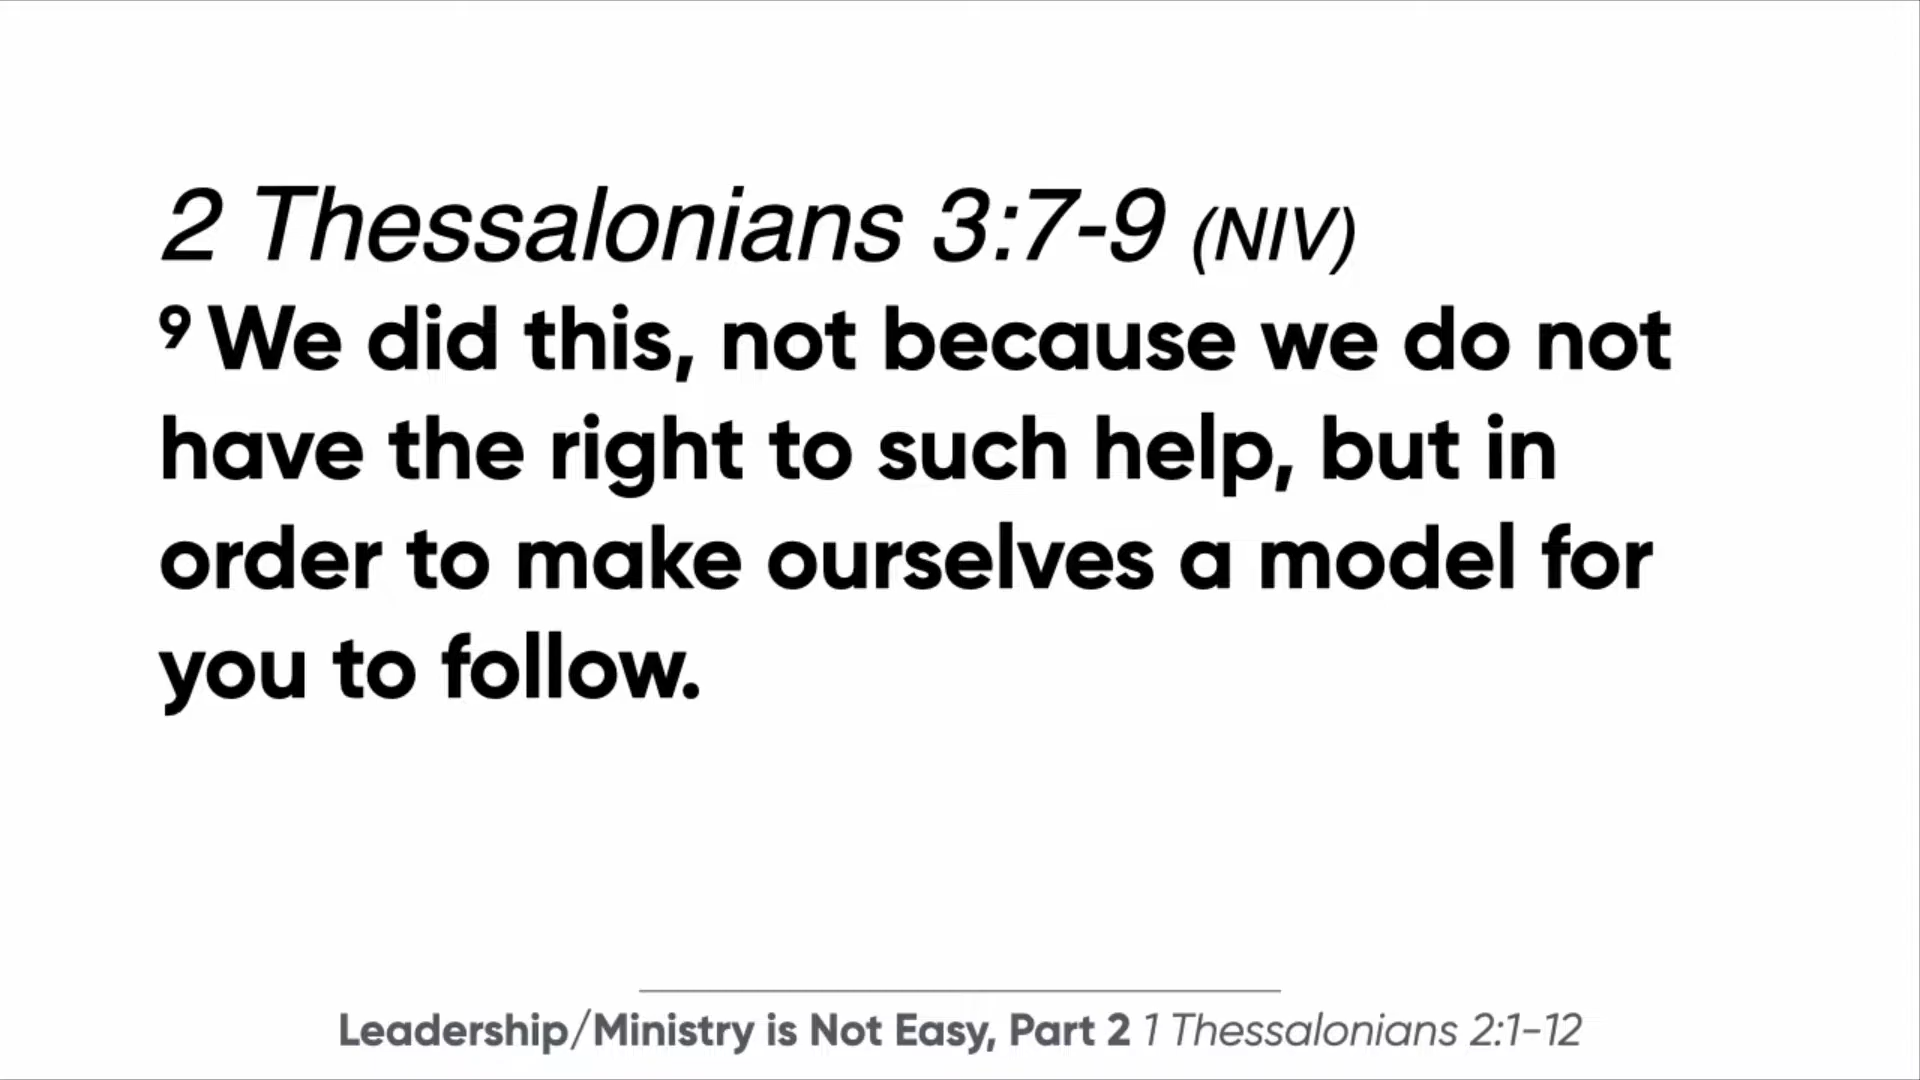 2 Thessalonians 3:7-9 (NIV)
⁹ We did this, not because we do not
have the right to such help, but in
order to make ourselves a model for
you to follow.
Leadership/Ministry is Not Easy, Part 2 1 Thessalonians 2:1-12